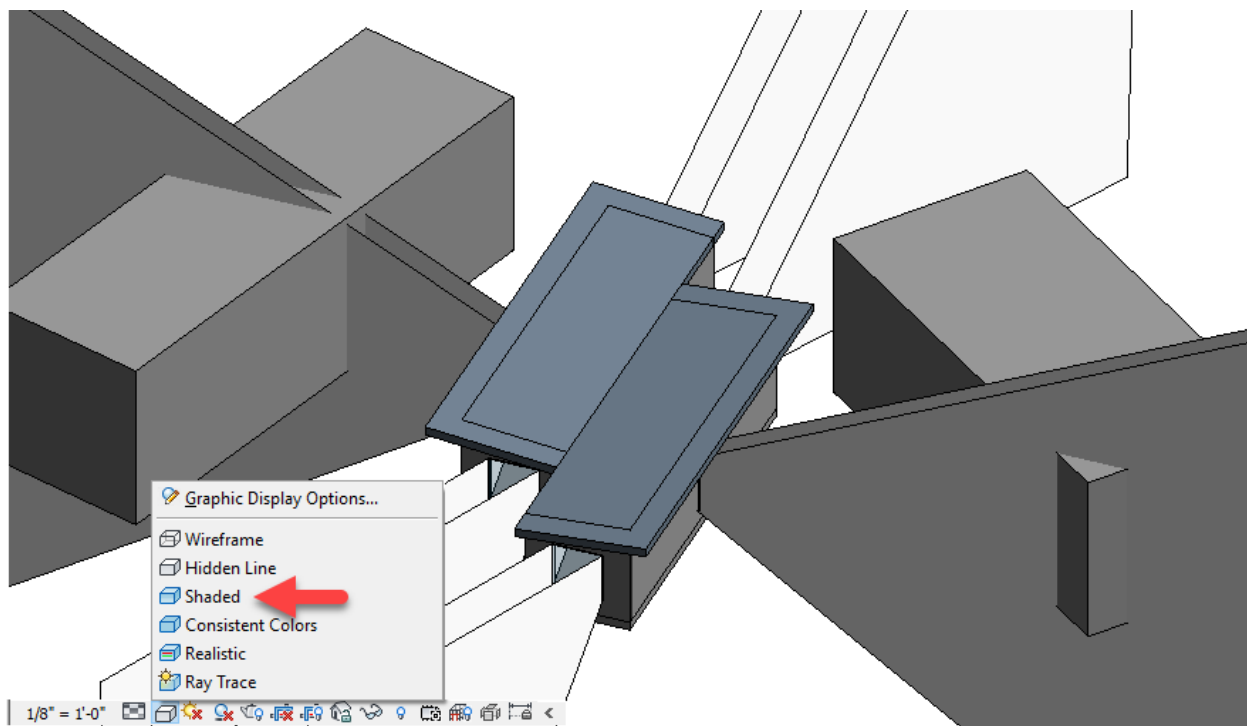 Graphic Display Options...
Wireframe
Hidden Line
Shaded
Consistent Colors
Realistic
Ray Trace
1/8" = 1'-0"